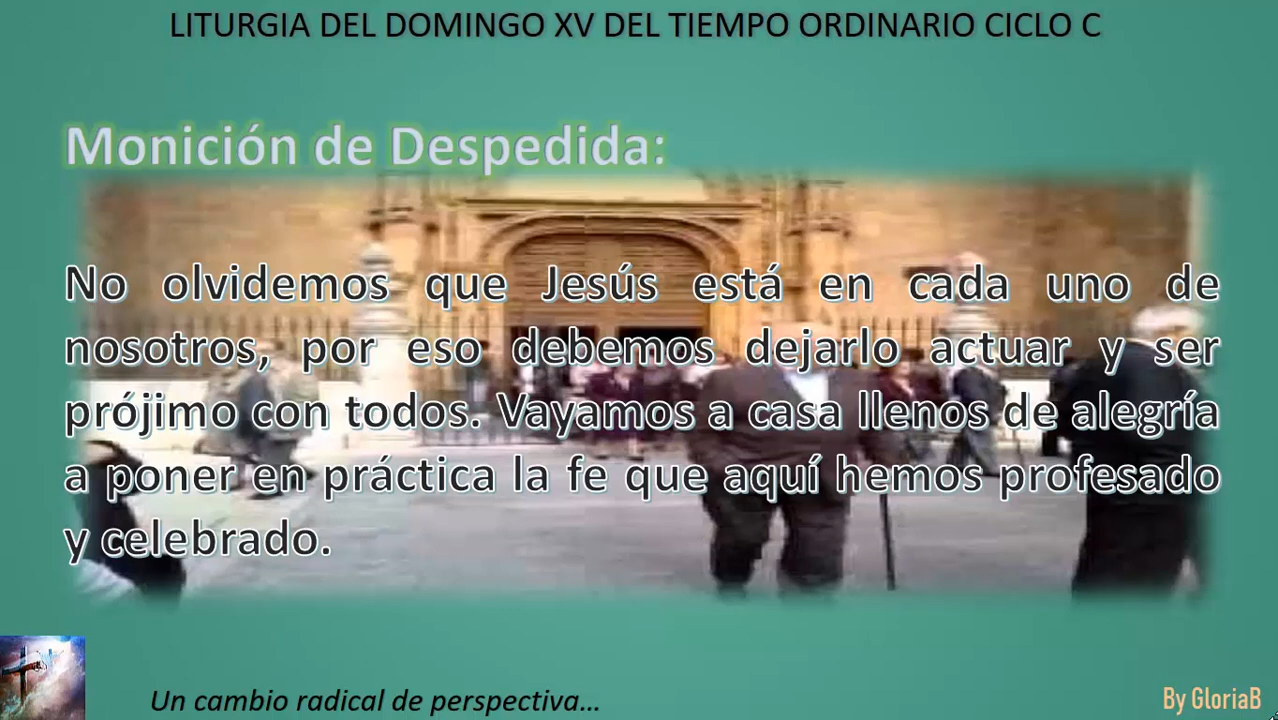 LITURGIA DEL DOMINGO XV DEL TIEMPO ORDINARIO CICLO C
Monición de Despedida:
No olvidemos que Jesús está en cada uno de
nosotros, por eso debemos dejarlo actuar y ser
prójimo con todos. Vayamos a casa llenos de alegría
a poner en práctica la fe que aquí hemos profesado
y celebrado.
Un cambio radical de perspectiva...
By GloriaB